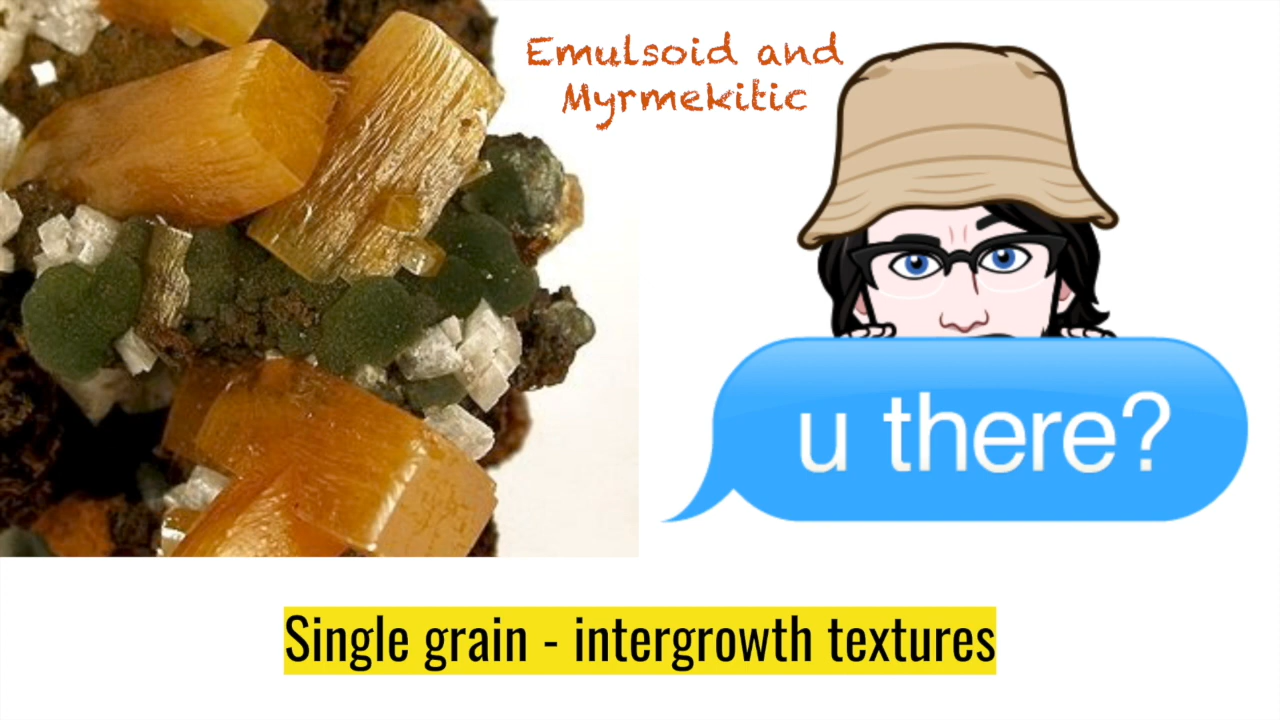 Emulsoid and
Myrmekitic
u there?
Single grain - intergrowth textures